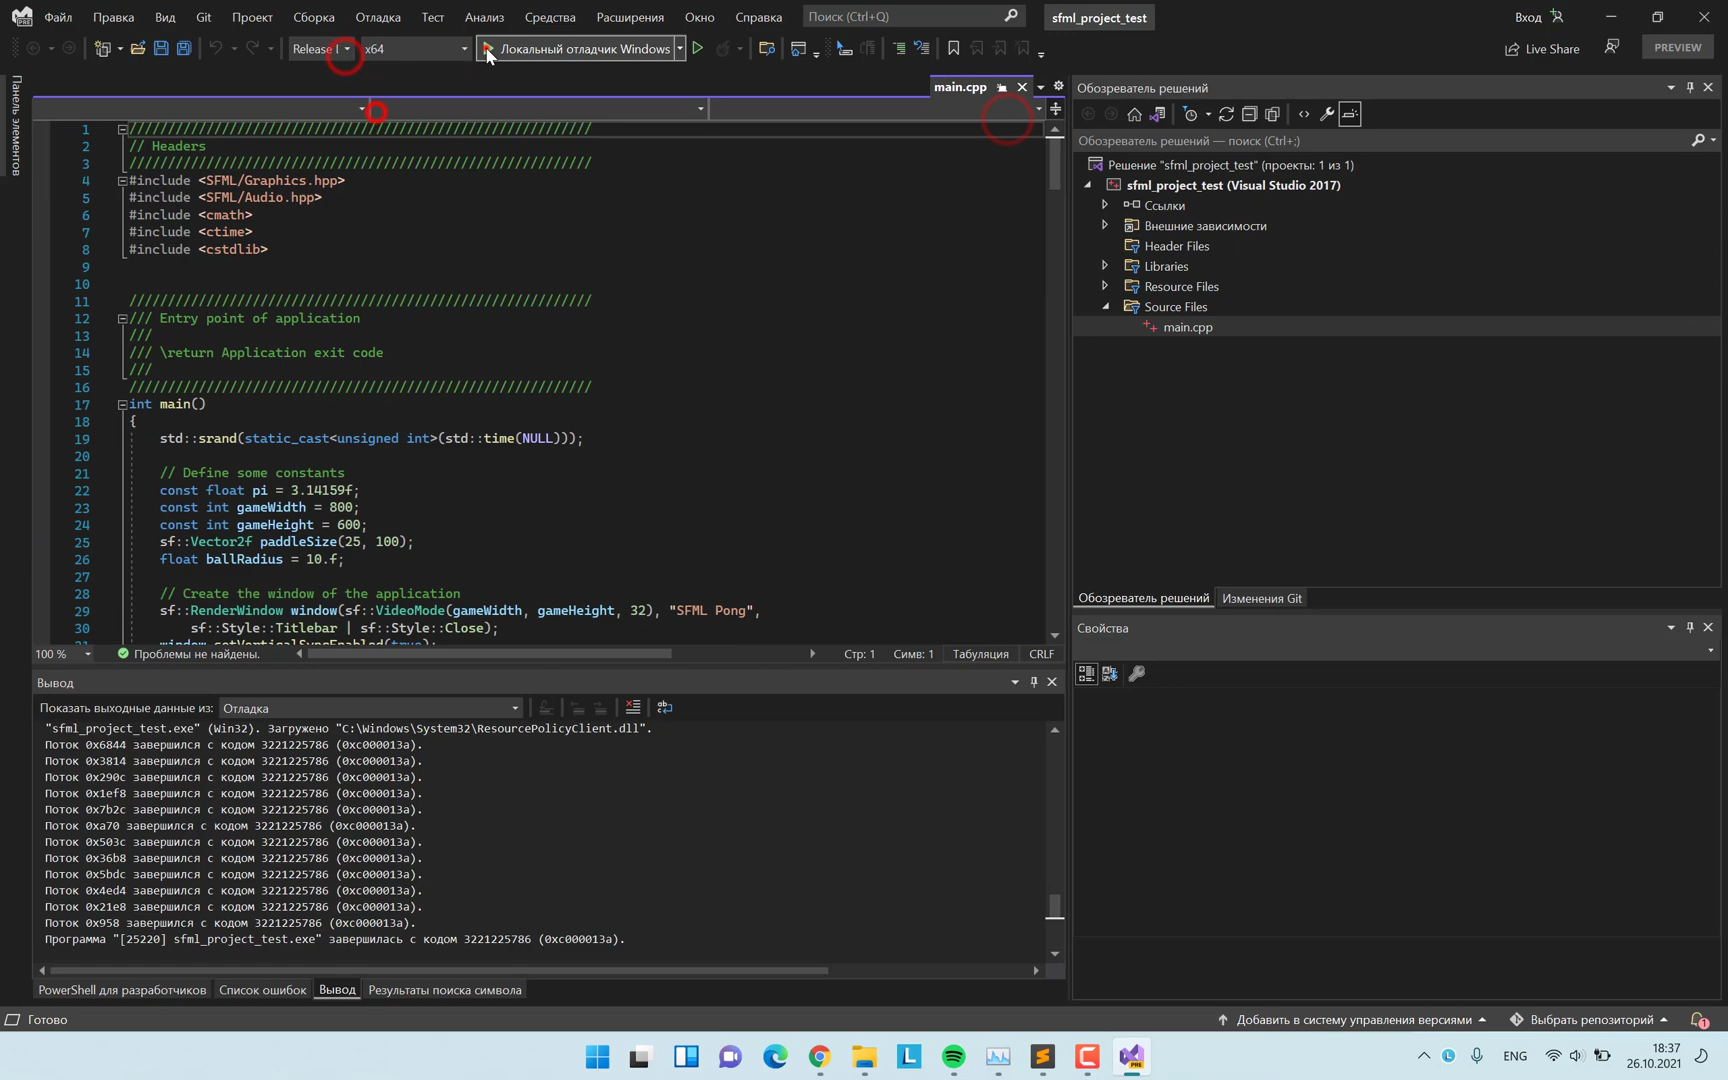 Файл Правка Вид Git Проект Сборка Отладка Тест Анализ Средства Расширения Окно Справка Поиск (Ctrl+Q) sfml_project_test Вход
Release x64 Локальный отладчик Windows Live Share PREVIEW
Панель элементов
main.cpp
1 ////////////////////////////////////////////////////////////
2 // Headers
3 ////////////////////////////////////////////////////////////
4 #include <SFML/Graphics.hpp>
5 #include <SFML/Audio.hpp>
6 #include <cmath>
7 #include <ctime>
8 #include <cstdlib>
9
10
11 ////////////////////////////////////////////////////////////
12 /// Entry point of application
13 ///
14 /// \return Application exit code
15 ///
16 ////////////////////////////////////////////////////////////
17 int main()
18 {
19 std::srand(static_cast<unsigned int>(std::time(NULL)));
20
21 // Define some constants
22 const float pi = 3.14159f;
23 const int gameWidth = 800;
24 const int gameHeight = 600;
25 sf::Vector2f paddleSize(25, 100);
26 float ballRadius = 10.f;
27
28 // Create the window of the application
29 sf::RenderWindow window(sf::VideoMode(gameWidth, gameHeight, 32), "SFML Pong",
30 sf::Style::Titlebar | sf::Style::Close);
31 window.setVerticalSyncEnabled(true);
100 % Проблемы не найдены. Стр: 1 Симв: 1 Табуляция CRLF
Вывод
Показать выходные данные из: Отладка
"sfml_project_test.exe" (Win32). Загружено "C:\Windows\System32\ResourcePolicyClient.dll".
Поток 0x6844 завершился с кодом 3221225786 (0xc000013a).
Поток 0x3814 завершился с кодом 3221225786 (0xc000013a).
Поток 0x290c завершился с кодом 3221225786 (0xc000013a).
Поток 0x1ef8 завершился с кодом 3221225786 (0xc000013a).
Поток 0x7b2c завершился с кодом 3221225786 (0xc000013a).
Поток 0xa70 завершился с кодом 3221225786 (0xc000013a).
Поток 0x503c завершился с кодом 3221225786 (0xc000013a).
Поток 0x36b8 завершился с кодом 3221225786 (0xc000013a).
Поток 0x5bdc завершился с кодом 3221225786 (0xc000013a).
Поток 0x4ed4 завершился с кодом 3221225786 (0xc000013a).
Поток 0x21e8 завершился с кодом 3221225786 (0xc000013a).
Поток 0x958 завершился с кодом 3221225786 (0xc000013a).
Программа "[25220] sfml_project_test.exe" завершилась с кодом 3221225786 (0xc000013a).
PowerShell для разработчиков Список ошибок Вывод Результаты поиска символа
Обозреватель решений
Обозреватель решений — поиск (Ctrl+;)
Решение "sfml_project_test" (проекты: 1 из 1)
sfml_project_test (Visual Studio 2017)
Ссылки
Внешние зависимости
Header Files
Libraries
Resource Files
Source Files
main.cpp
Обозреватель решений Изменения Git
Свойства
Готово Добавить в систему управления версиями Выбрать репозиторий 1
ENG 18:37
26.10.2021